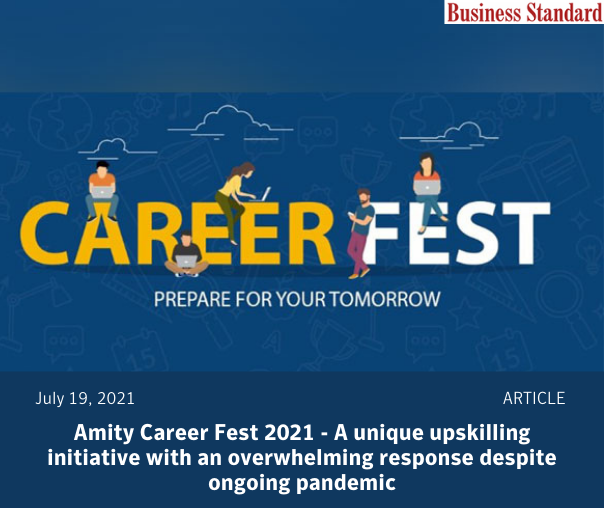 Business Standard
CAREER FEST
PREPARE FOR YOUR TOMORROW
July 19, 2021 ARTICLE
Amity Career Fest 2021 - A unique upskilling
initiative with an overwhelming response despite
ongoing pandemic